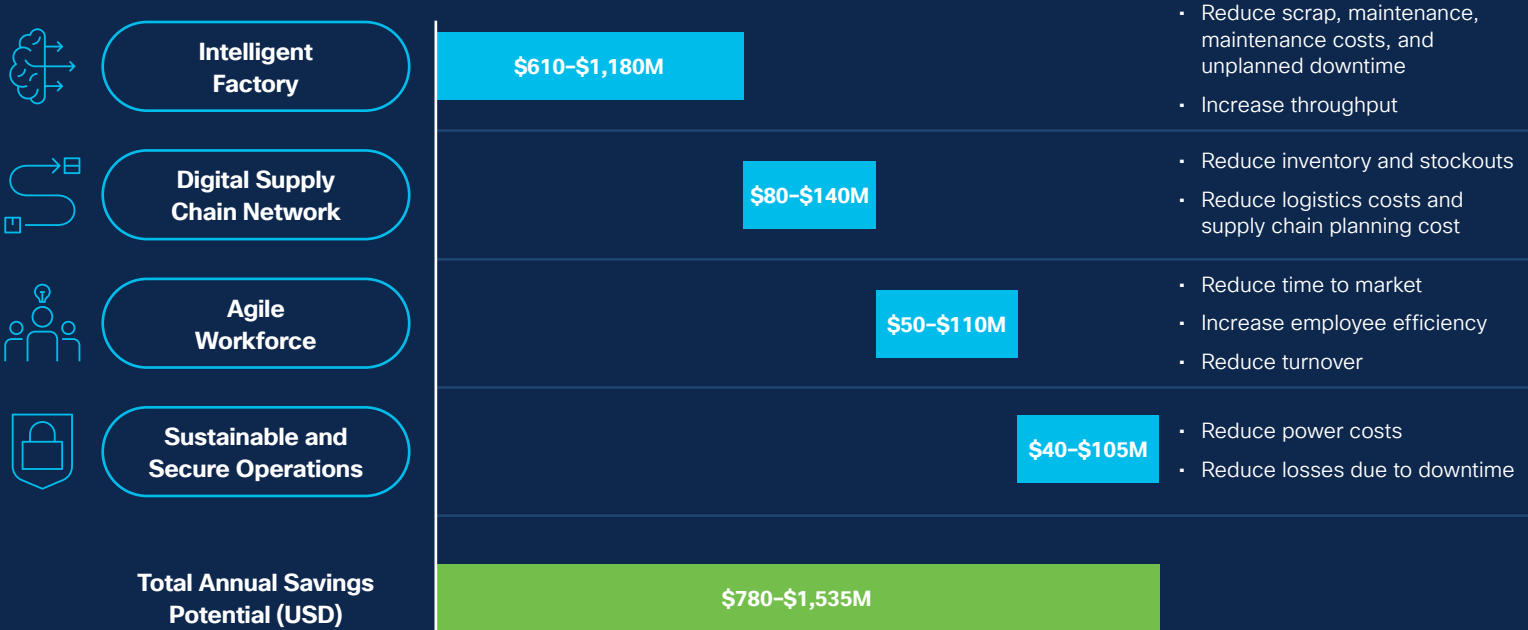 Intelligent
Factory
$610–$1,180M
▪ Reduce scrap, maintenance,
maintenance costs, and
unplanned downtime
▪ Increase throughput
Digital Supply
Chain Network
$80–$140M
▪ Reduce inventory and stockouts
▪ Reduce logistics costs and
supply chain planning cost
Agile
Workforce
$50–$110M
▪ Reduce time to market
▪ Increase employee efficiency
▪ Reduce turnover
Sustainable and
Secure Operations
$40–$105M
▪ Reduce power costs
▪ Reduce losses due to downtime
Total Annual Savings
Potential (USD)
$780–$1,535M